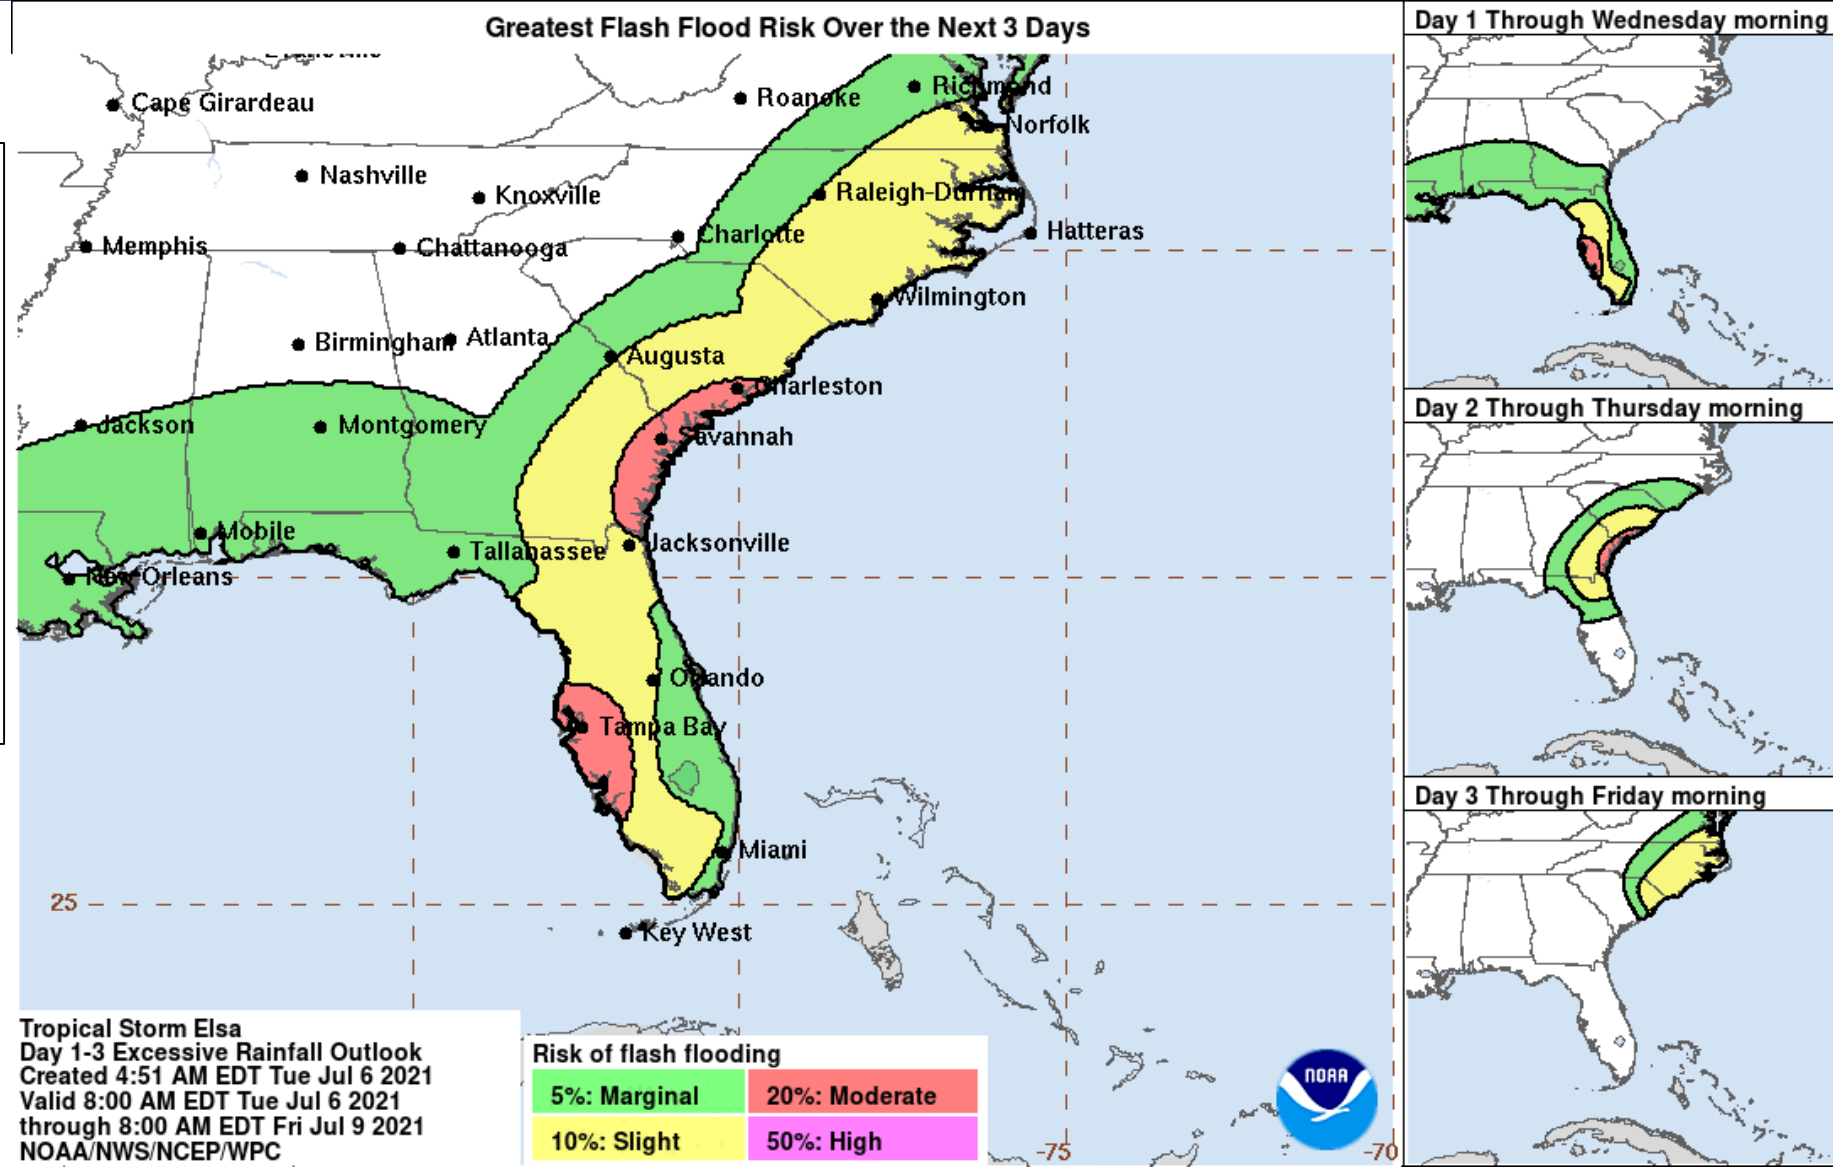 Greatest Flash Flood Risk Over the Next 3 Days
Cape Girardeau
Roanoke
Richmond
Norfolk
Nashville
Knoxville
Raleigh-Durham
Memphis
Chattanooga
Charlotte
Hatteras
Wilmington
Birmingham
Atlanta
Augusta
Charleston
Jackson
Montgomery
Savannah
Mobile
Tallahassee
Jacksonville
New Orleans
Orlando
Tampa Bay
Miami
25
Key West
-75
-70
Tropical Storm Elsa
Day 1-3 Excessive Rainfall Outlook
Created 4:51 AM EDT Tue Jul 6 2021
Valid 8:00 AM EDT Tue Jul 6 2021
through 8:00 AM EDT Fri Jul 9 2021
NOAA/NWS/NCEP/WPC
Risk of flash flooding
5%: Marginal
20%: Moderate
10%: Slight
50%: High
NOAA
Day 1 Through Wednesday morning
Day 2 Through Thursday morning
Day 3 Through Friday morning